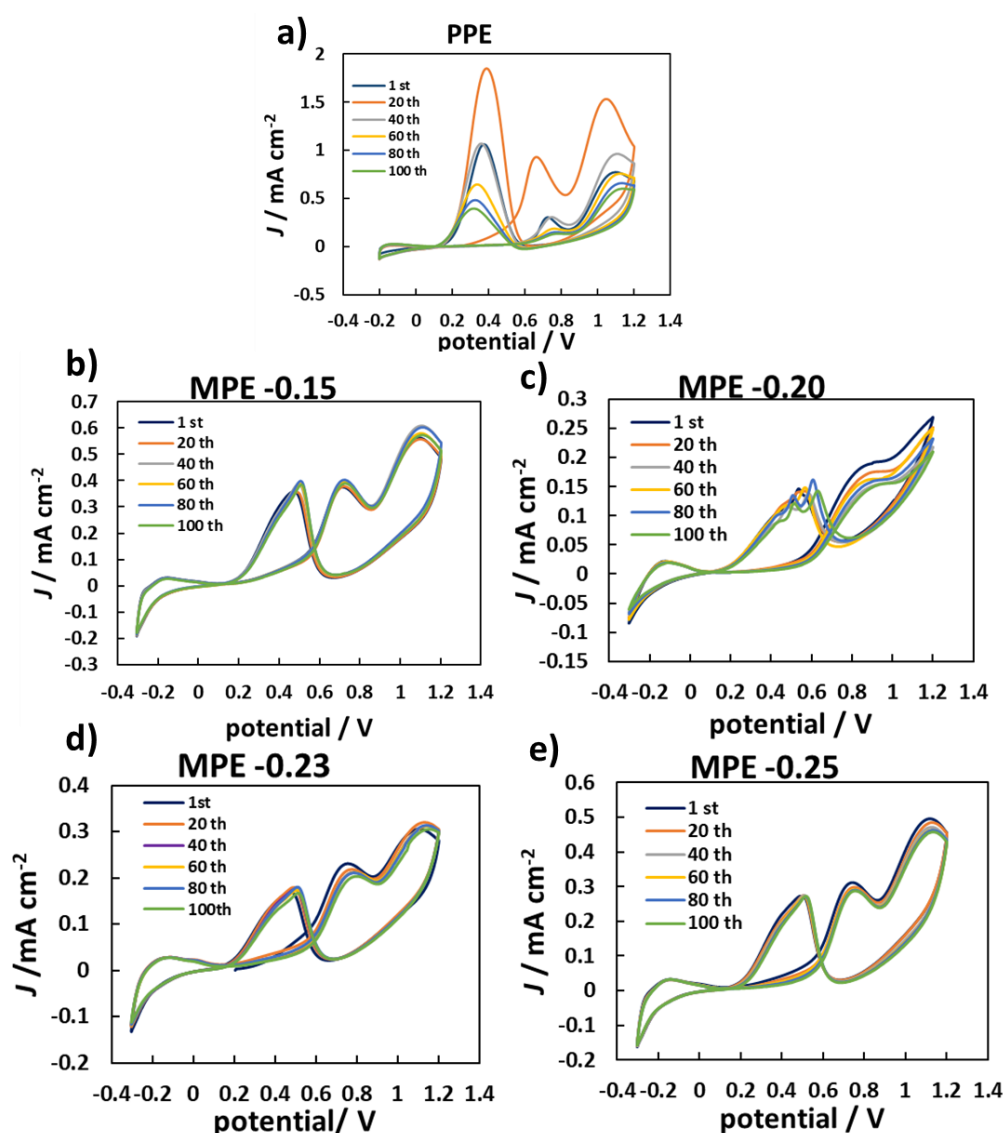 a)
PPE
J / mA cm-2
2
1.5
1
0.5
0
-0.5
1 st
20 th
40 th
60 th
80 th
100 th
-0.4 -0.2 0 0.2 0.4 0.6 0.8 1 1.2 1.4
potential / V
b)
MPE -0.15
J / mA cm-2
0.7
0.6
0.5
0.4
0.3
0.2
0.1
0
-0.1
-0.2
-0.3
1 st
20 th
40 th
60 th
80 th
100 th
-0.4 -0.2 0 0.2 0.4 0.6 0.8 1 1.2 1.4
potential / V
c)
MPE -0.20
J / mA cm-2
0.3
0.25
0.2
0.15
0.1
0.05
0
-0.05
-0.1
-0.15
1 st
20 th
40 th
60 th
80 th
100 th
-0.4 -0.2 0 0.2 0.4 0.6 0.8 1 1.2 1.4
potential / V
d)
MPE -0.23
J /mA cm-2
0.4
0.3
0.2
0.1
0
-0.1
-0.2
1st
20 th
40 th
60 th
80 th
100th
-0.4 -0.2 0 0.2 0.4 0.6 0.8 1 1.2 1.4
potential/ V
e)
MPE -0.25
J / mA cm-2
0.6
0.5
0.4
0.3
0.2
0.1
0
-0.1
-0.2
1 st
20 th
40 th
60 th
80 th
100 th
-0.4 -0.2 0 0.2 0.4 0.6 0.8 1 1.2 1.4
potential / V